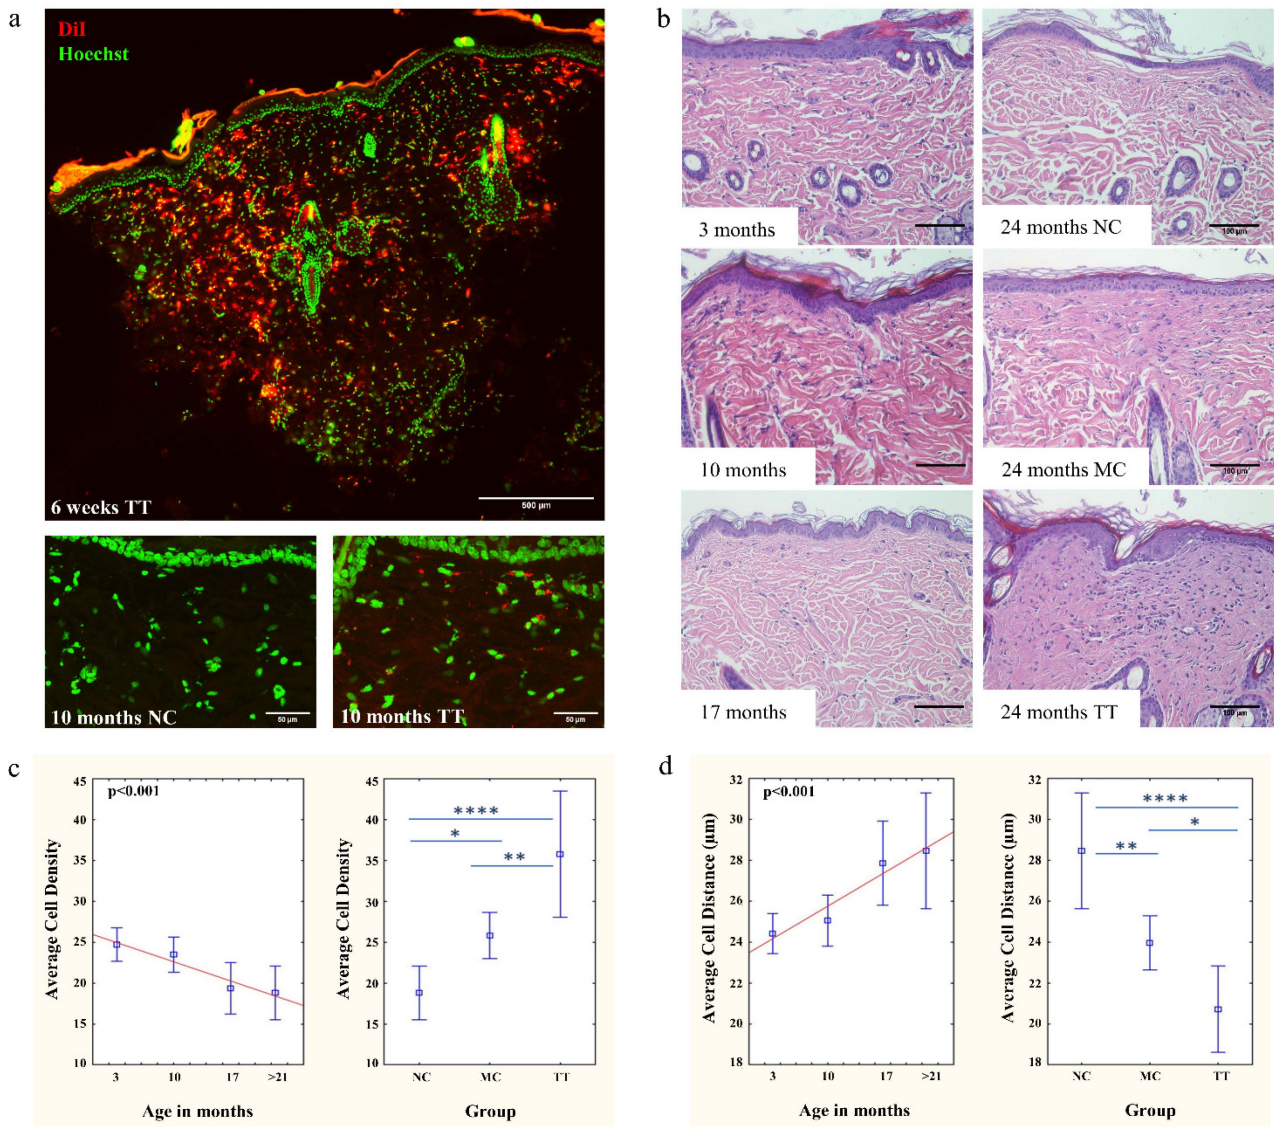 a
DiI
Hoechst
6 weeks TT
500 µm
10 months NC
50 µm
10 months TT
50 µm
b
3 months
24 months NC
100 µm
10 months
24 months MC
100 µm
17 months
24 months TT
100 µm
c
p<0.001
Average Cell Density
45
40
35
30
25
20
15
10
3 10 17 >21
Age in months
****
*
**
Average Cell Density
45
40
35
30
25
20
15
10
NC MC TT
Group
d
p<0.001
Average Cell Distance (µm)
32
30
28
26
24
22
20
18
3 10 17 >21
Age in months
****
*
**
Average Cell Distance (µm)
32
30
28
26
24
22
20
18
NC MC TT
Group